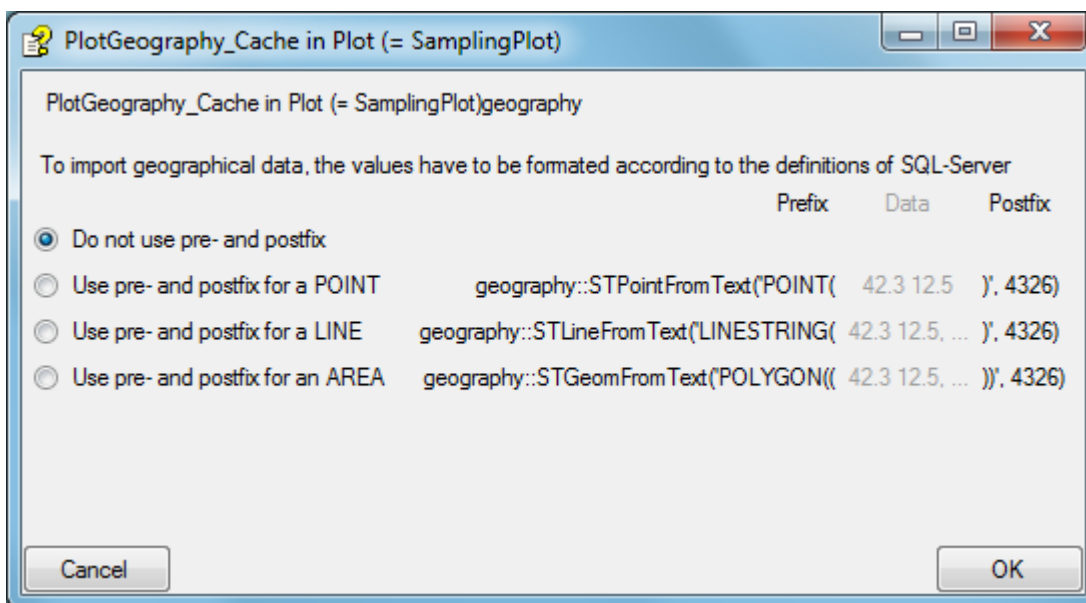 PlotGeography_Cache in Plot (= SamplingPlot)
PlotGeography_Cache in Plot (= SamplingPlot)geography
To import geographical data, the values have to be formated according to the definitions of SQL-Server
Prefix Data Postfix
Do not use pre- and postfix
Use pre- and postfix for a POINT geography::STPointFromText('POINT( 42.3 12.5 )', 4326)
Use pre- and postfix for a LINE geography::STLineFromText('LINESTRING( 42.3 12.5, ... )', 4326)
Use pre- and postfix for an AREA geography::STGeomFromText('POLYGON(( 42.3 12.5, ... ))', 4326)
Cancel OK